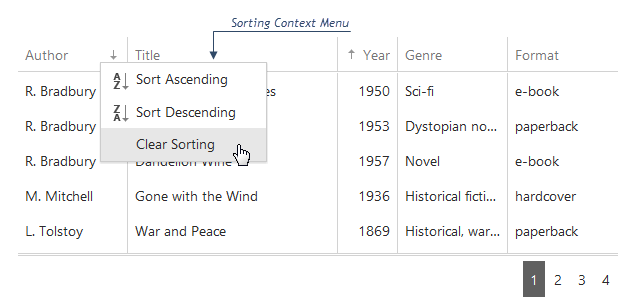 Sorting Context Menu
Author Title Year Genre Format
R. Bradbury es 1950 Sci-fi e-book
R. Bradbury 1953 Dystopian no... paperback
R. Bradbury Dandelion Wine 1957 Novel e-book
M. Mitchell Gone with the Wind 1936 Historical ficti... hardcover
L. Tolstoy War and Peace 1869 Historical, war... paperback
A Z Sort Ascending
Z A Sort Descending
Clear Sorting
1 2 3 4